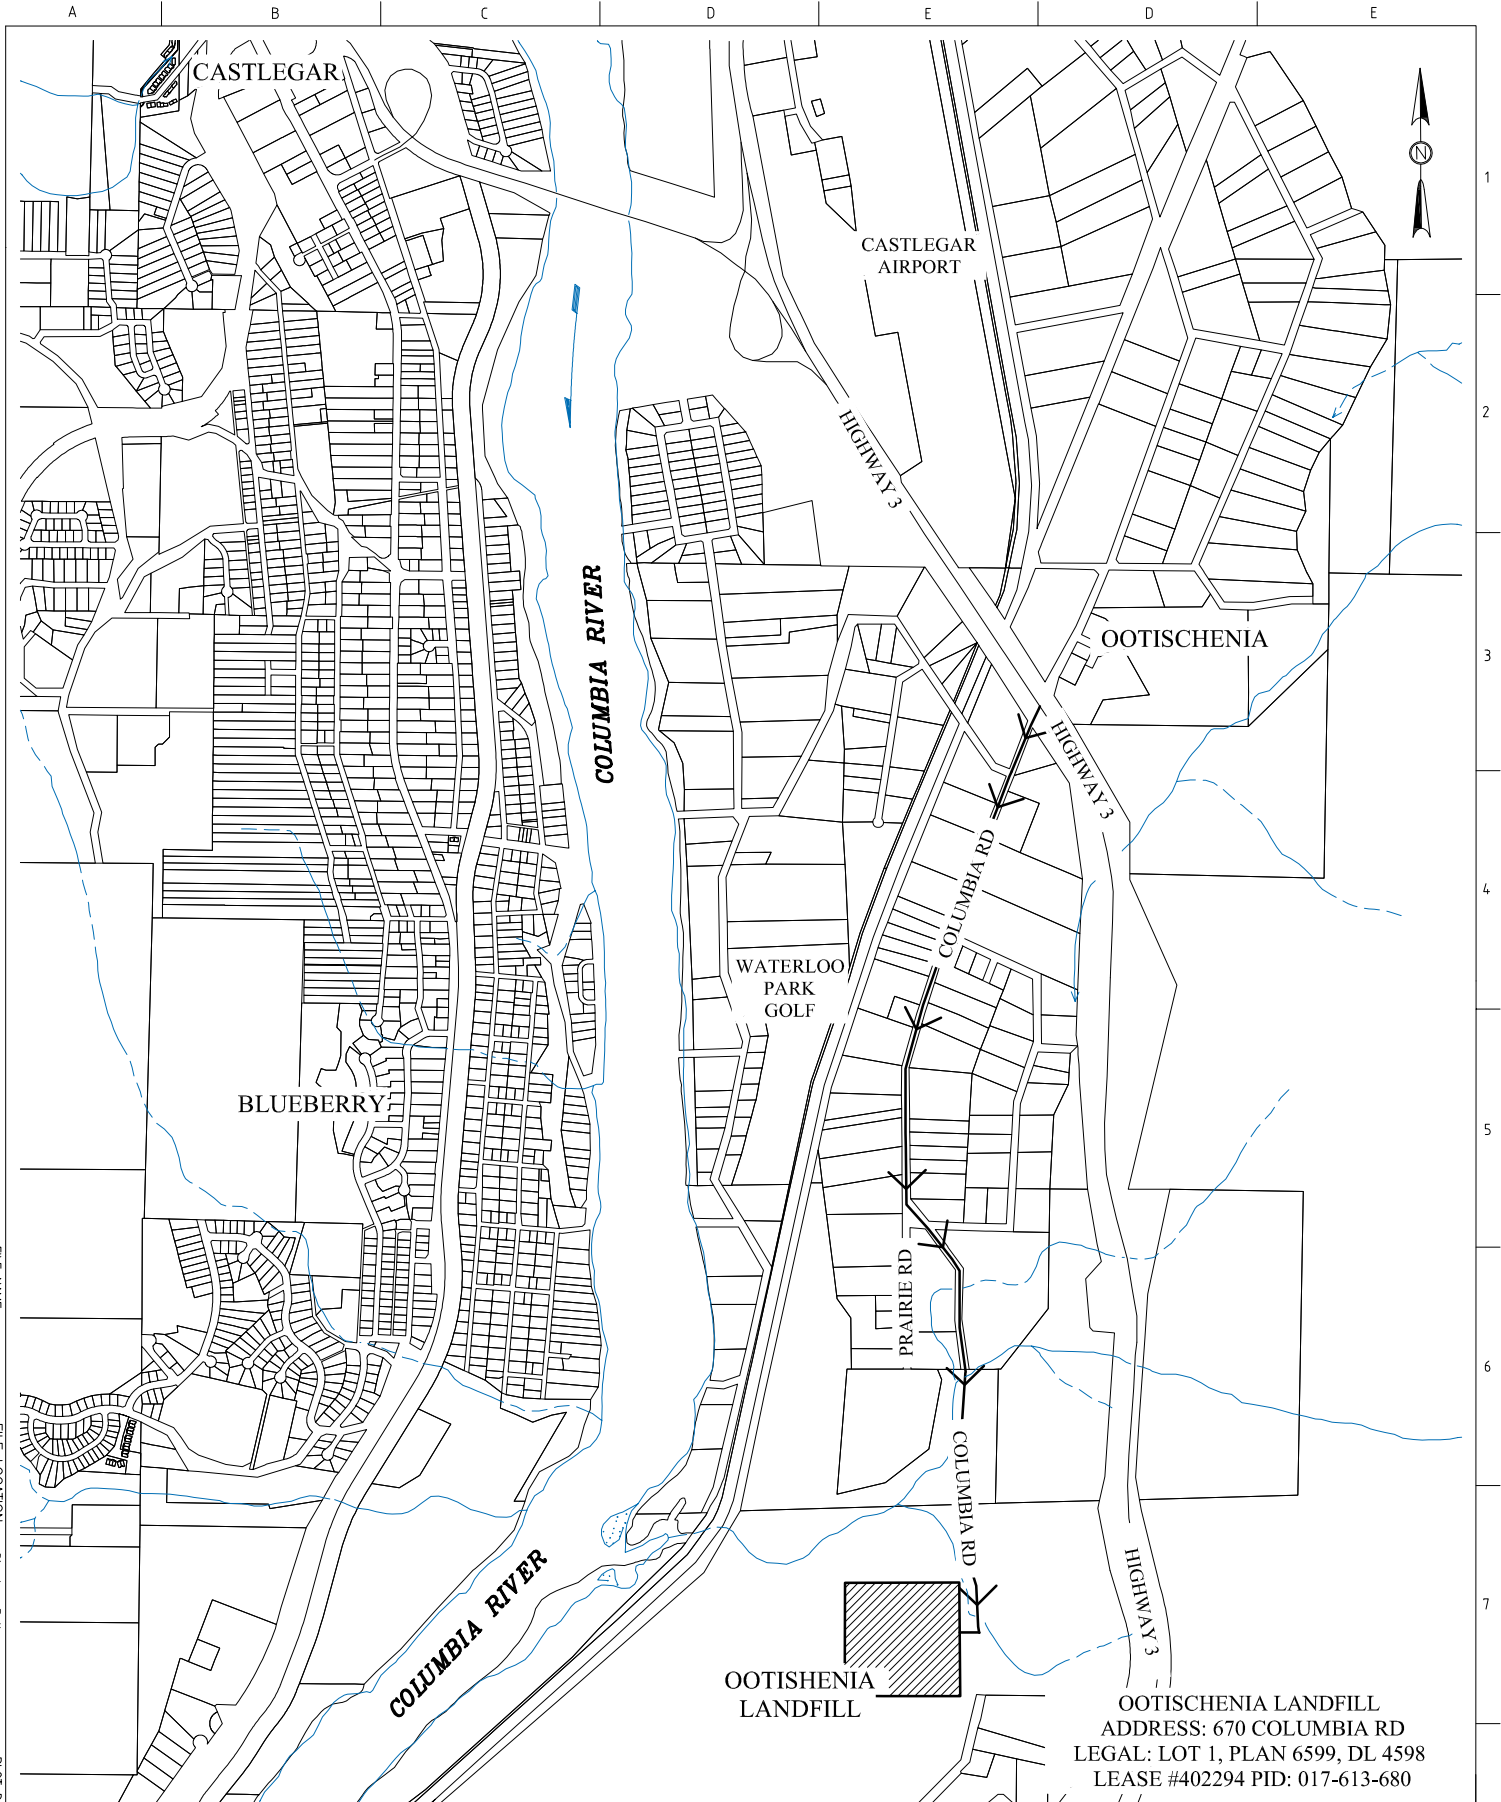 A B C D E D E
CASTLEGAR
N
1
CASTLEGAR
AIRPORT
2
HIGHWAY 3
COLUMBIA RIVER
OOTISCHENIA
3
HIGHWAY 3
COLUMBIA RD
4
WATERLOO
PARK
GOLF
BLUEBERRY
5
PRAIRIE RD
6
COLUMBIA RD
COLUMBIA RIVER
HIGHWAY 3
7
OOTISHENIA
LANDFILL
OOTISCHENIA LANDFILL
ADDRESS: 670 COLUMBIA RD
LEGAL: LOT 1, PLAN 6599, DL 4598
LEASE #402294 PID: 017-613-680